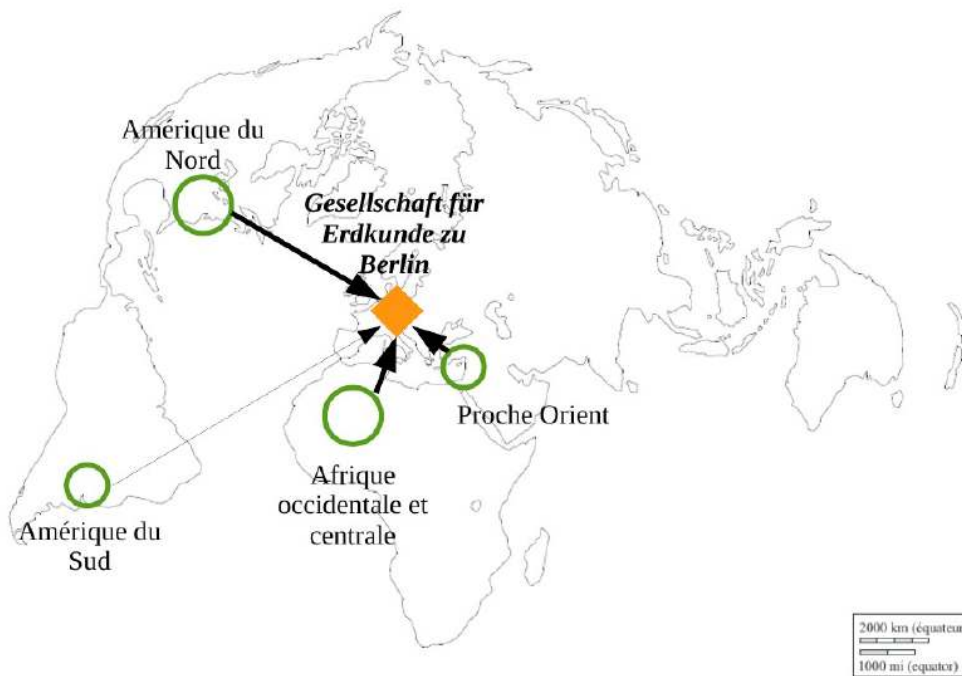 Amérique du
Nord
Gesellschaft für
Erdkunde zu
Berlin
Proche Orient
Afrique
occidentale et
centrale
Amérique du
Sud
2000 km (équateur
1000 mi (equator)